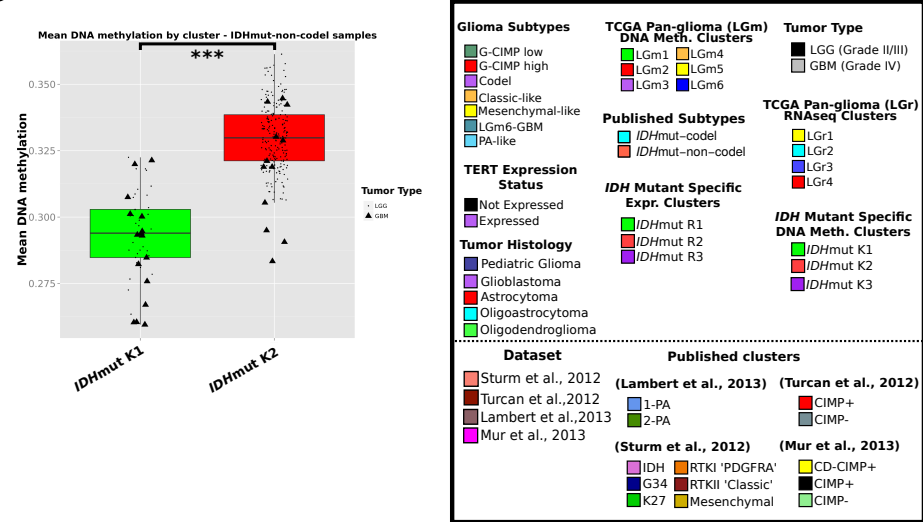 Mean DNA methylation by cluster - IDHmut-non-codel samples
***
0.350
0.325
0.300
0.275
Mean DNA methylation
IDHmut K1
IDHmut K2
Tumor Type
LGG
GBM
Glioma Subtypes
G-CIMP low
G-CIMP high
Codel
Classic-like
Mesenchymal-like
LGm6-GBM
PA-like
TERT Expression
Status
Not Expressed
Expressed
Tumor Histology
Pediatric Glioma
Glioblastoma
Astrocytoma
Oligoastrocytoma
Oligodendroglioma
TCGA Pan-glioma (LGm)
DNA Meth. Clusters
LGm1
LGm2
LGm3
LGm4
LGm5
LGm6
Published Subtypes
IDHmut-codel
IDHmut-non-codel
IDH Mutant Specific
Expr. Clusters
IDHmut R1
IDHmut R2
IDHmut R3
Tumor Type
LGG (Grade II/III)
GBM (Grade IV)
TCGA Pan-glioma (LGr)
RNAseq Clusters
LGr1
LGr2
LGr3
LGr4
IDH Mutant Specific
DNA Meth. Clusters
IDHmut K1
IDHmut K2
IDHmut K3
Dataset
Sturm et al., 2012
Turcan et al.,2012
Lambert et al.,2013
Mur et al., 2013
Published clusters
(Lambert et al., 2013)
1-PA
2-PA
(Turcan et al., 2012)
CIMP+
CIMP-
(Sturm et al., 2012)
IDH
G34
K27
RTKI 'PDGFRA'
RTKII 'Classic'
Mesenchymal
(Mur et al., 2013)
CD-CIMP+
CIMP+
CIMP-